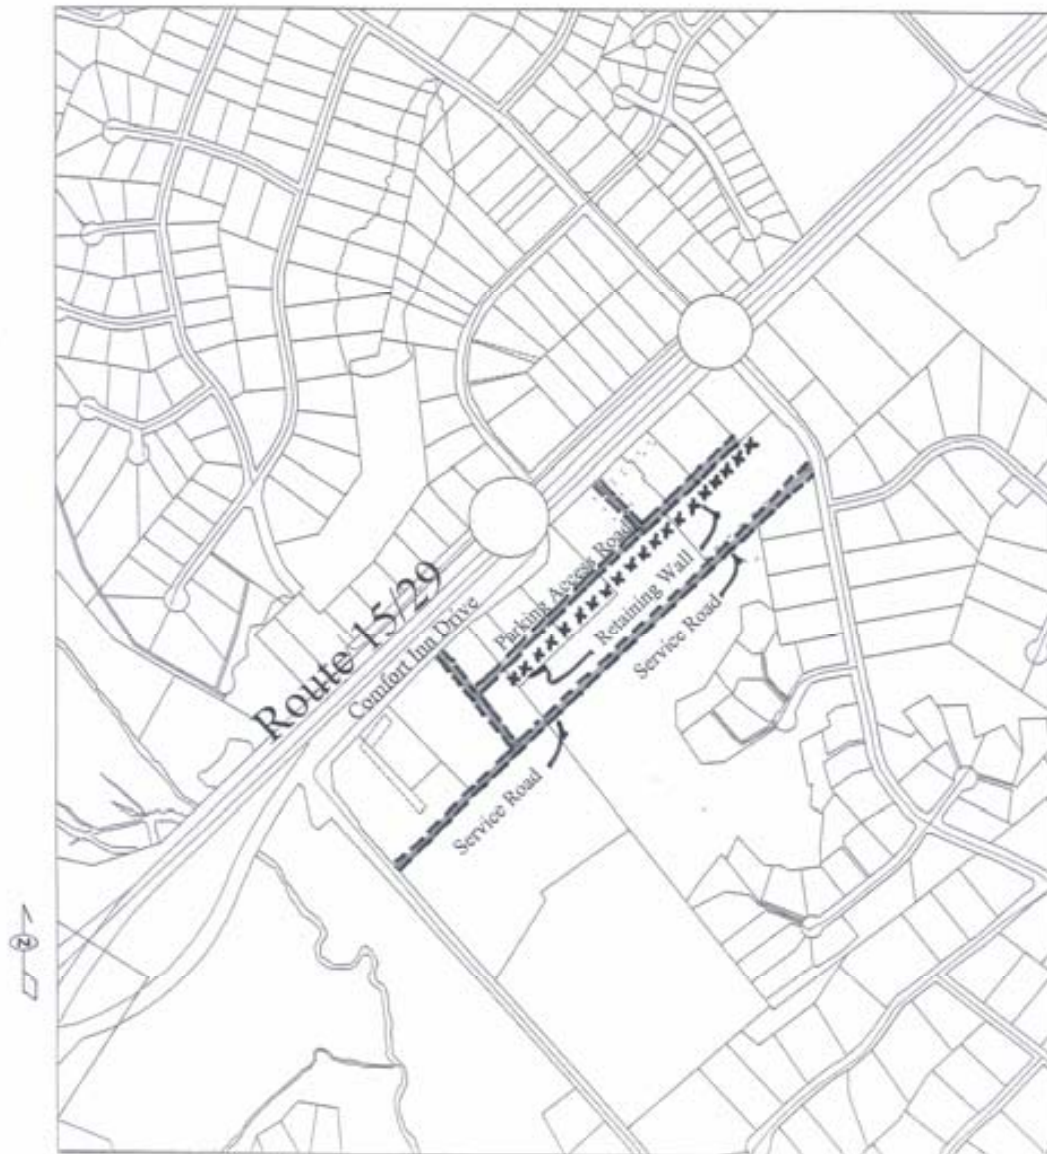 Route 15/29
Comfort Inn Drive
Parking Access Road
Retaining Wall
Service Road
Service Road
N